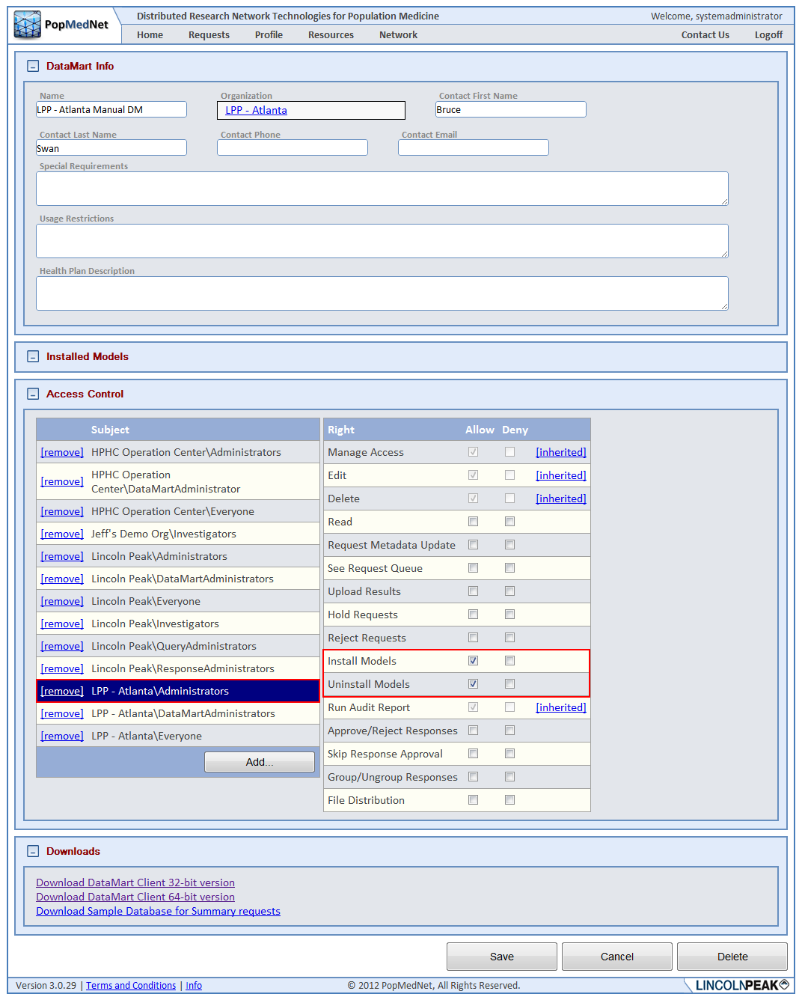 PopMedNet
Distributed Research Network Technologies for Population Medicine
Welcome, systemadministrator
Home Requests Profile Resources Network Contact Us Logoff
DataMart Info
Name Organization Contact First Name
LPP - Atlanta Manual DM LPP - Atlanta Bruce
Contact Last Name Contact Phone Contact Email
Swan
Special Requirements
Usage Restrictions
Health Plan Description
Installed Models
Access Control
Subject
[remove] HPHC Operation Center\Administrators
[remove] HPHC Operation
Center\DataMartAdministrator
[remove] HPHC Operation Center\Everyone
[remove] Jeff's Demo Org\Investigators
[remove] Lincoln Peak\Administrators
[remove] Lincoln Peak\DataMartAdministrators
[remove] Lincoln Peak\Everyone
[remove] Lincoln Peak\Investigators
[remove] Lincoln Peak\QueryAdministrators
[remove] Lincoln Peak\ResponseAdministrators
[remove] LPP - Atlanta\Administrators
[remove] LPP - Atlanta\DataMartAdministrators
[remove] LPP - Atlanta\Everyone
Add...
Right Allow Deny
Manage Access [inherited]
Edit [inherited]
Delete [inherited]
Read
Request Metadata Update
See Request Queue
Upload Results
Hold Requests
Reject Requests
Install Models
Uninstall Models
Run Audit Report [inherited]
Approve/Reject Responses
Skip Response Approval
Group/Ungroup Responses
File Distribution
Downloads
Download DataMart Client 32-bit version
Download DataMart Client 64-bit version
Download Sample Database for Summary requests
Save Cancel Delete
Version 3.0.29 | Terms and Conditions | Info © 2012 PopMedNet, All Rights Reserved. LINCOLNPEAK